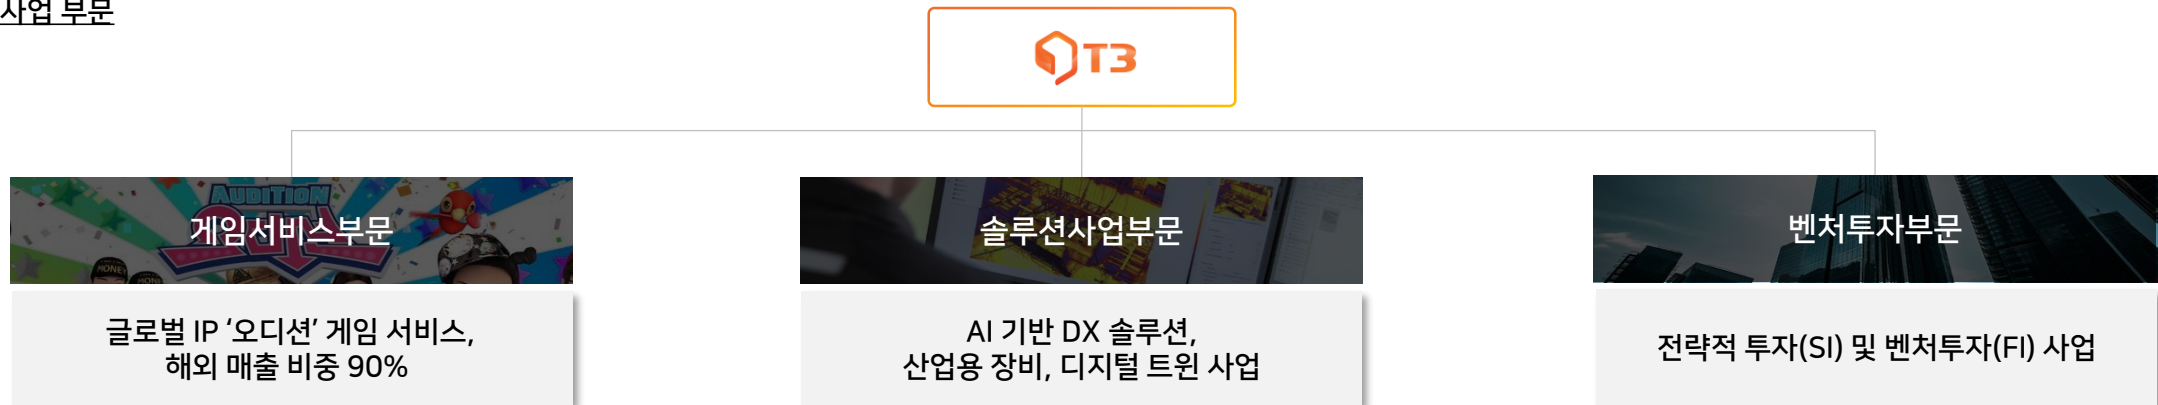 사업 부문
T3
AUDITION
게임서비스부문
MONEY
솔루션사업부문
벤처투자부문
글로벌 IP ‘오디션’ 게임 서비스,
해외 매출 비중 90%
AI 기반 DX 솔루션,
산업용 장비, 디지털 트윈 사업
전략적 투자(SI) 및 벤처투자(FI) 사업